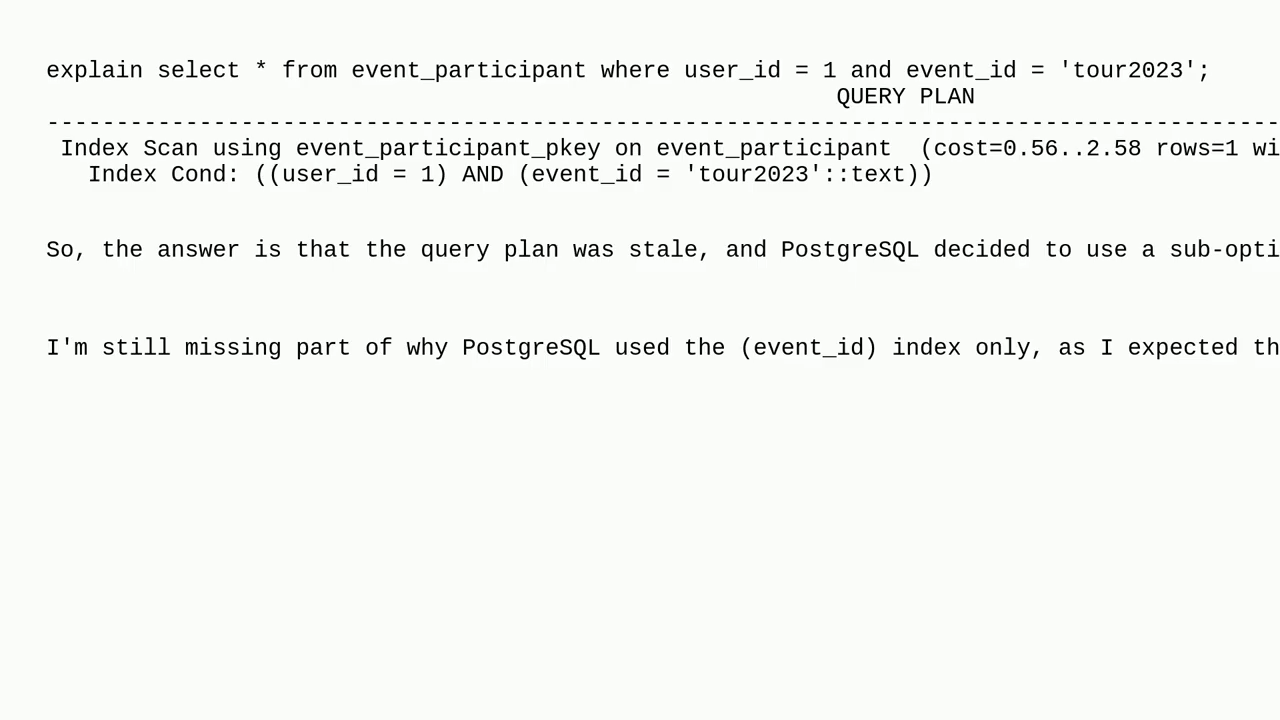 explain select * from event_participant where user_id = 1 and event_id = 'tour2023';
QUERY PLAN
-----------------------------------------------------------------------------------------
Index Scan using event_participant_pkey on event_participant  (cost=0.56..2.58 rows=1 wi
Index Cond: ((user_id = 1) AND (event_id = 'tour2023'::text))
So, the answer is that the query plan was stale, and PostgreSQL decided to use a sub-opti
I'm still missing part of why PostgreSQL used the (event_id) index only, as I expected th